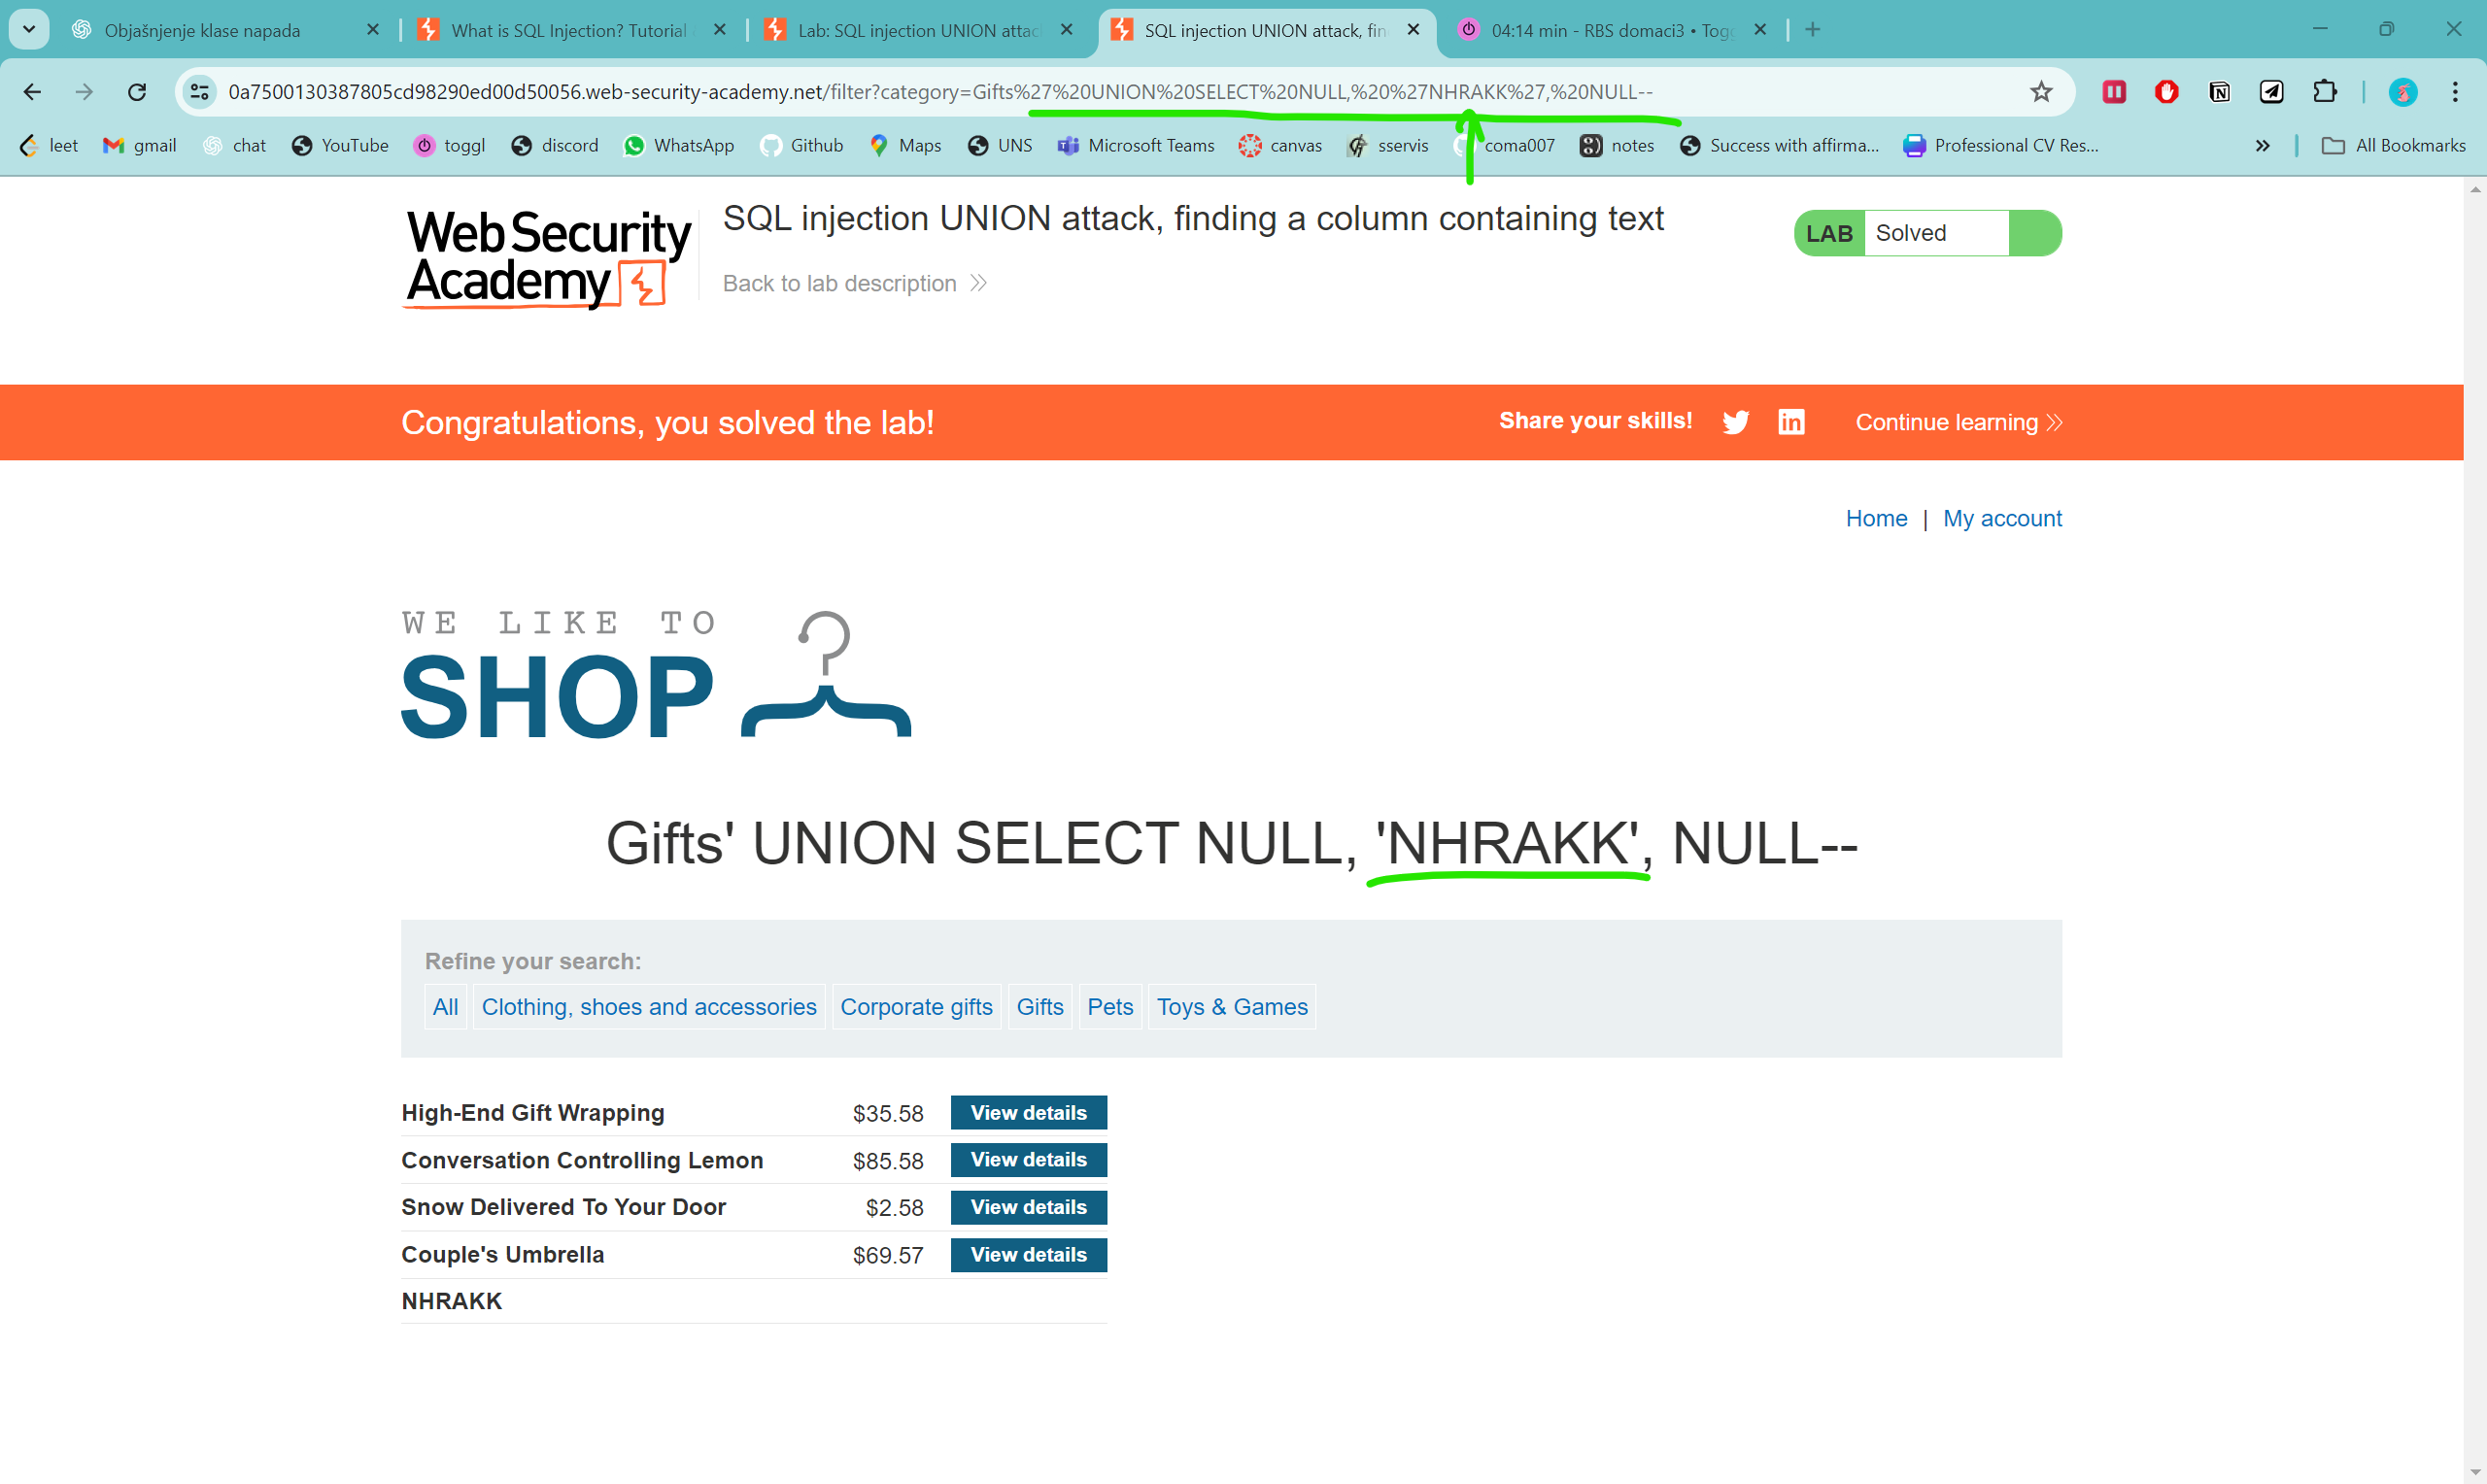 Objašnjenje klase napada
What is SQL Injection? Tutorial
Lab: SQL injection UNION attac
SQL injection UNION attack, fin
04:14 min - RBS domaci3 • Togg
0a7500130387805cd98290ed00d50056.web-security-academy.net/filter?category=Gifts%27%20UNION%20SELECT%20NULL,%20%27NHRAKK%27,%20NULL--
leet gmail chat YouTube toggl discord WhatsApp Github Maps UNS Microsoft Teams canvas sservis coma007 notes Success with affirma... Professional CV Res... All Bookmarks
Web Security
Academy
SQL injection UNION attack, finding a column containing text
Back to lab description
LAB Solved
Congratulations, you solved the lab!
Share your skills!
Continue learning
Home | My account
WE LIKE TO
SHOP
Gifts' UNION SELECT NULL, 'NHRAKK', NULL--
Refine your search:
All Clothing, shoes and accessories Corporate gifts Gifts Pets Toys & Games
High-End Gift Wrapping $35.58 View details
Conversation Controlling Lemon $85.58 View details
Snow Delivered To Your Door $2.58 View details
Couple's Umbrella $69.57 View details
NHRAKK